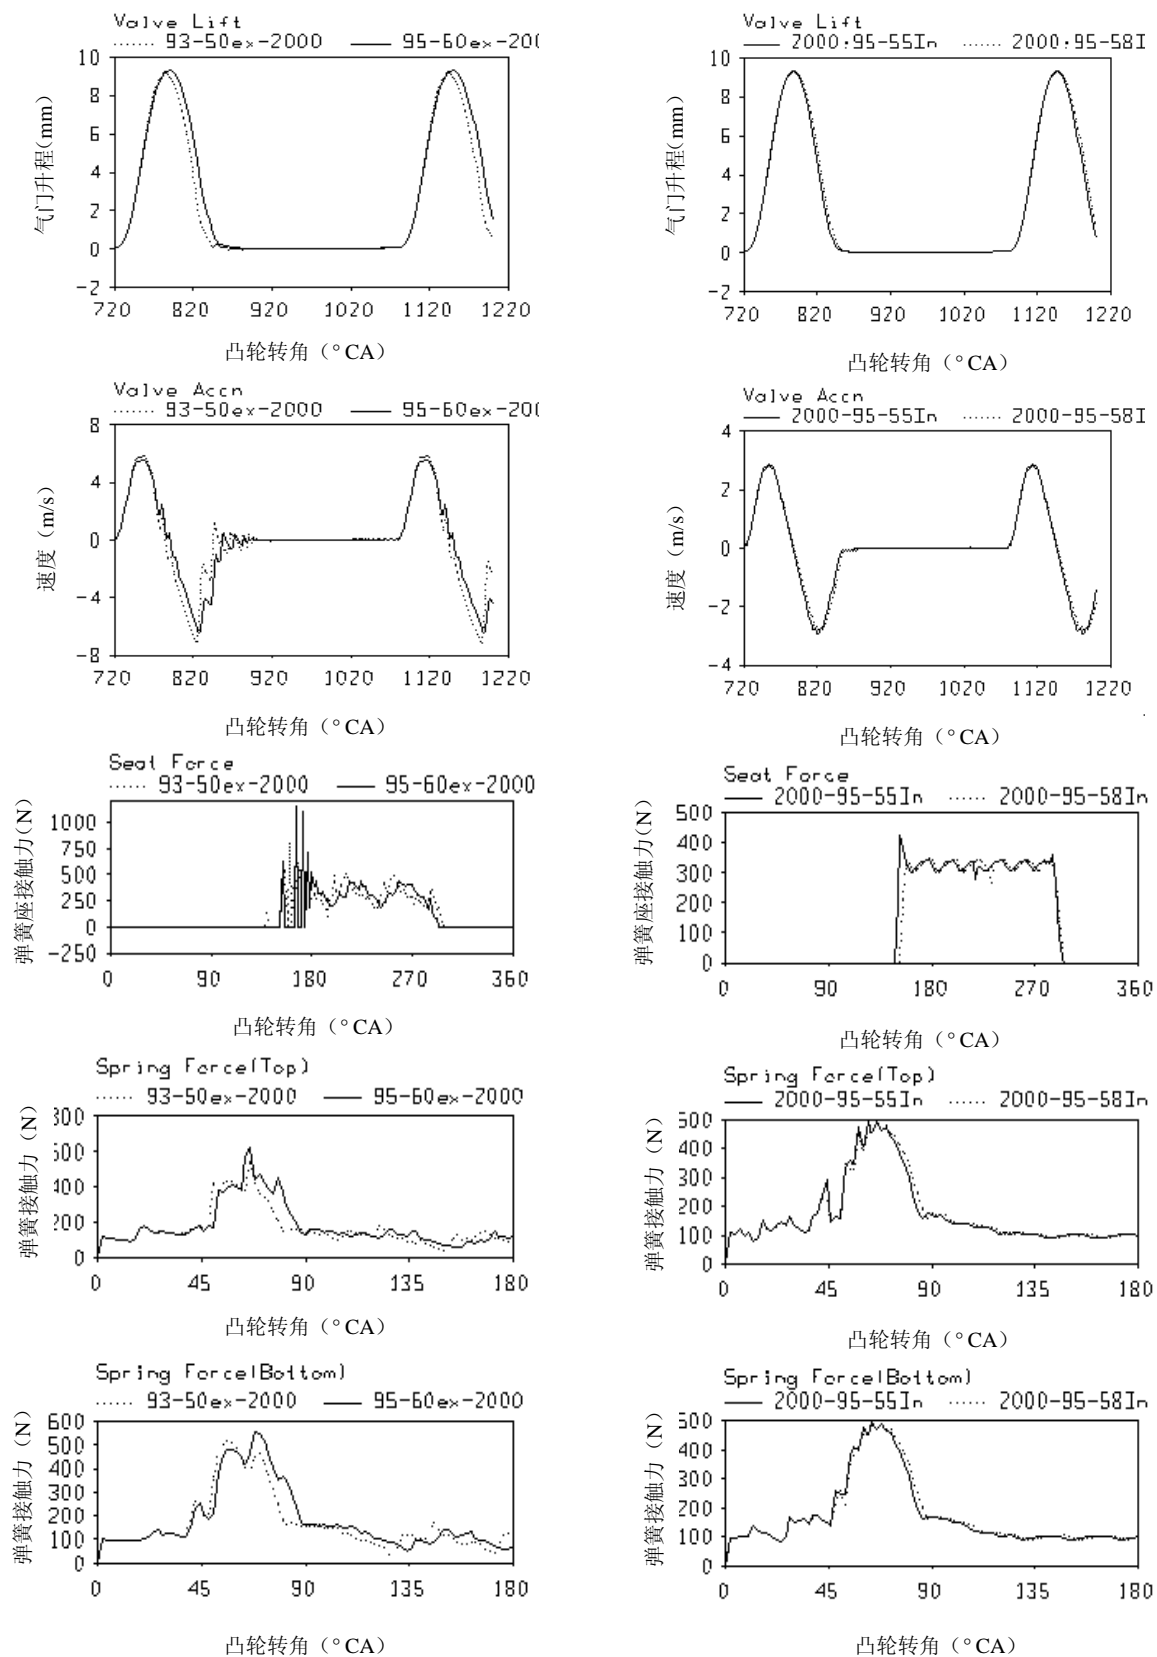 Valve Lift
...... 93-50ex-2000 —— 95-60ex-200
10
8
6
4
2
0
-2
720 820 920 1020 1120 1220
气门升程(mm)
凸轮转角（°CA）
Valve Lift
—— 2000-95-55In ...... 2000-95-58I
10
8
6
4
2
0
-2
720 820 920 1020 1120 1220
气门升程(mm)
凸轮转角（°CA）
Valve Accn
...... 93-50ex-2000 —— 95-60ex-200
8
4
0
-4
-8
720 820 920 1020 1120 1220
速度（m/s）
凸轮转角（°CA）
Valve Accn
—— 2000-95-55In ...... 2000-95-58I
4
2
0
-2
-4
720 820 920 1020 1120 1220
速度（m/s）
凸轮转角（°CA）
Seat Force
..... 93-50ex-2000 —— 95-60ex-2000
1000
750
500
250
0
-250
0 90 180 270 360
弹簧座接触力(N)
凸轮转角（°CA）
Seat Force
—— 2000-95-55In ..... 2000-95-58In
500
400
300
200
100
0
0 90 180 270 360
弹簧座接触力(N)
凸轮转角（°CA）
Spring Force(Top)
..... 93-50ex-2000 —— 95-60ex-2000
800
600
400
200
0
0 45 90 135 180
弹簧接触力（N）
凸轮转角（°CA）
Spring Force(Top)
—— 2000-95-55In ..... 2000-95-58In
500
400
300
200
100
0
0 45 90 135 180
弹簧接触力（N）
凸轮转角（°CA）
Spring Force(Bottom)
..... 93-50ex-2000 —— 95-60ex-2000
600
500
400
300
200
100
0
0 45 90 135 180
弹簧接触力（N）
凸轮转角（°CA）
Spring Force(Bottom)
—— 2000-95-55In ..... 2000-95-58In
500
400
300
200
100
0
0 45 90 135 180
弹簧接触力（N）
凸轮转角（°CA）